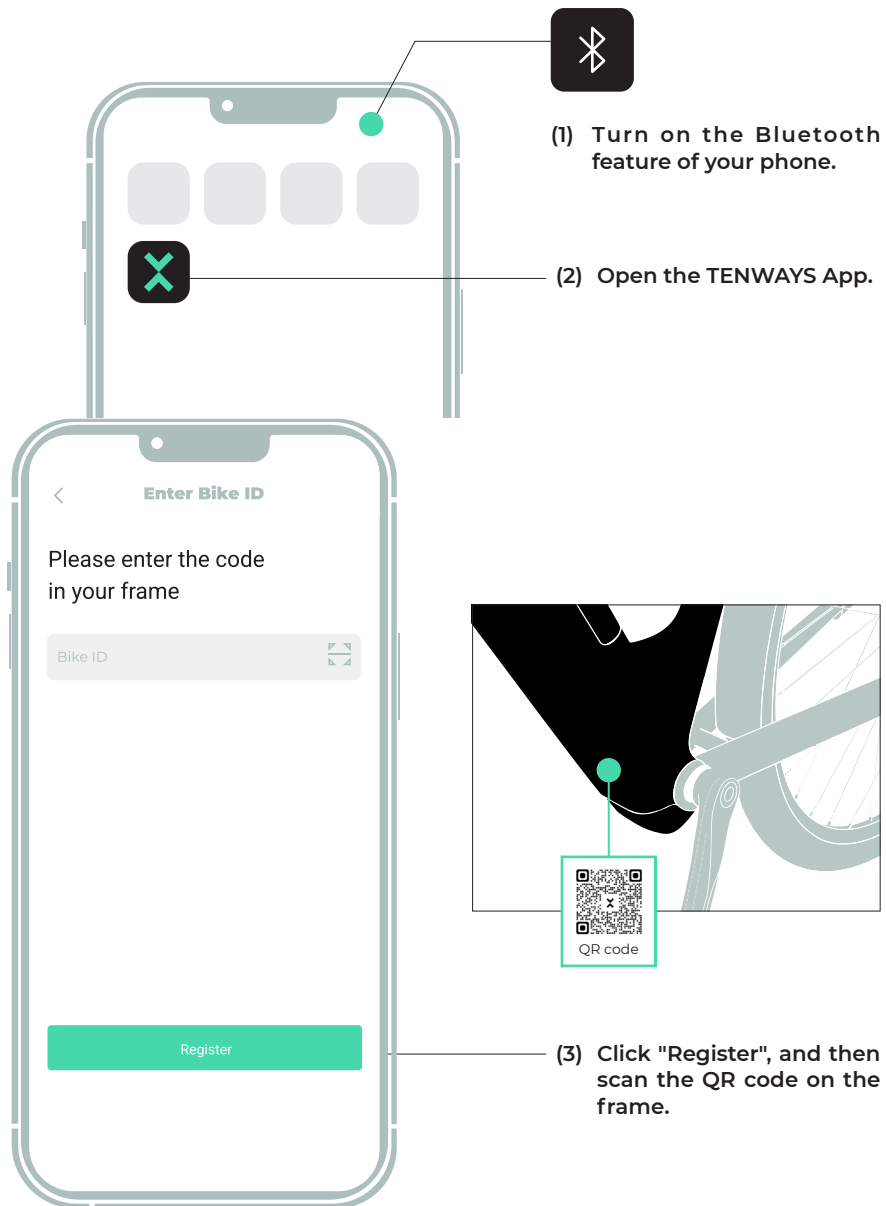 (1) Turn on the Bluetooth
feature of your phone.
(2) Open the TENWAYS App.
Enter Bike ID
Please enter the code
in your frame
Bike ID
QR code
Register
(3) Click "Register", and then
scan the QR code on the
frame.